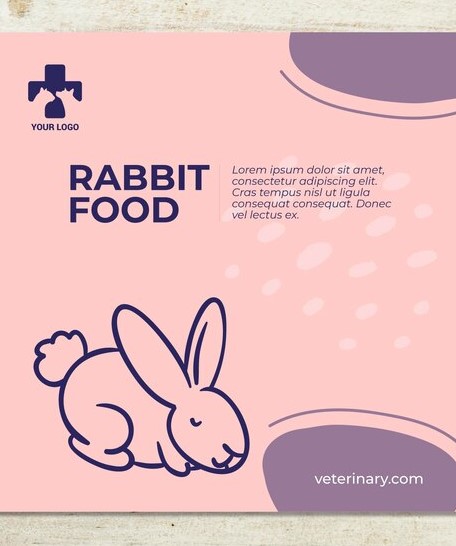 YOUR LOGO
RABBIT
FOOD
Lorem ipsum dolor sit amet,
consectetur adipiscing elit.
Cras tempus nisl ut ligula
consequat consequat. Donec
vel lectus ex.
veterinary.com